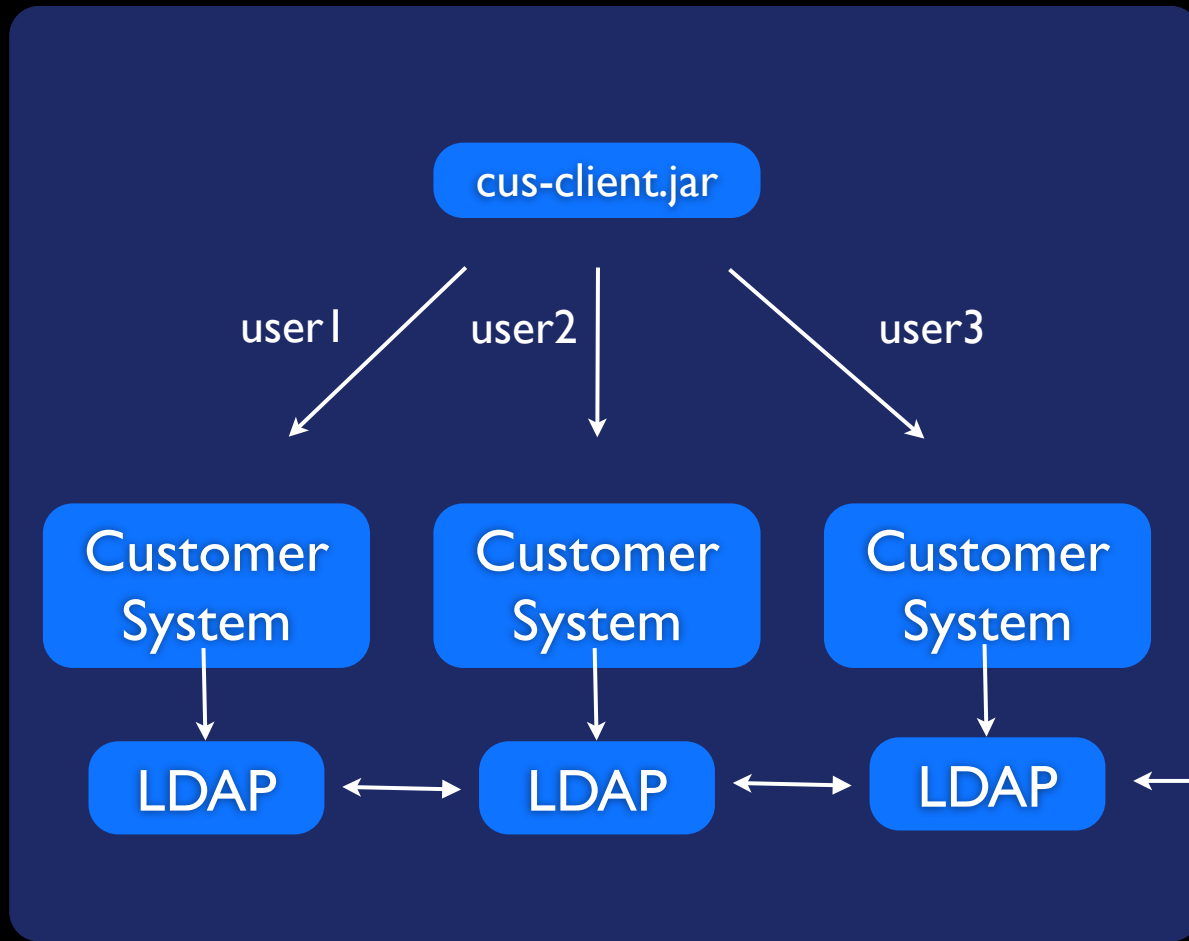 cus-client.jar
user1
user2
user3
Customer
System
Customer
System
Customer
System
LDAP
LDAP
LDAP